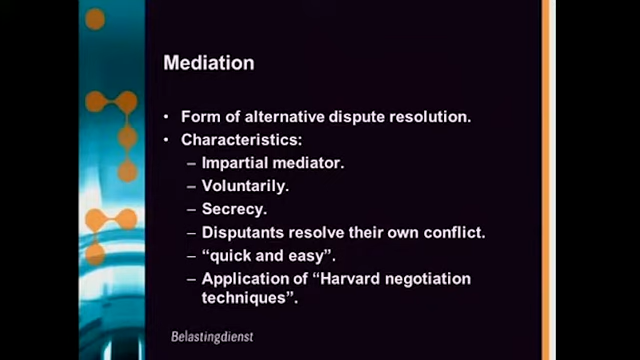 Mediation
• Form of alternative dispute resolution.
• Characteristics:
– Impartial mediator.
– Voluntarily.
– Secrecy.
– Disputants resolve their own conflict.
– “quick and easy”.
– Application of “Harvard negotiation
techniques”.
Belastingdienst